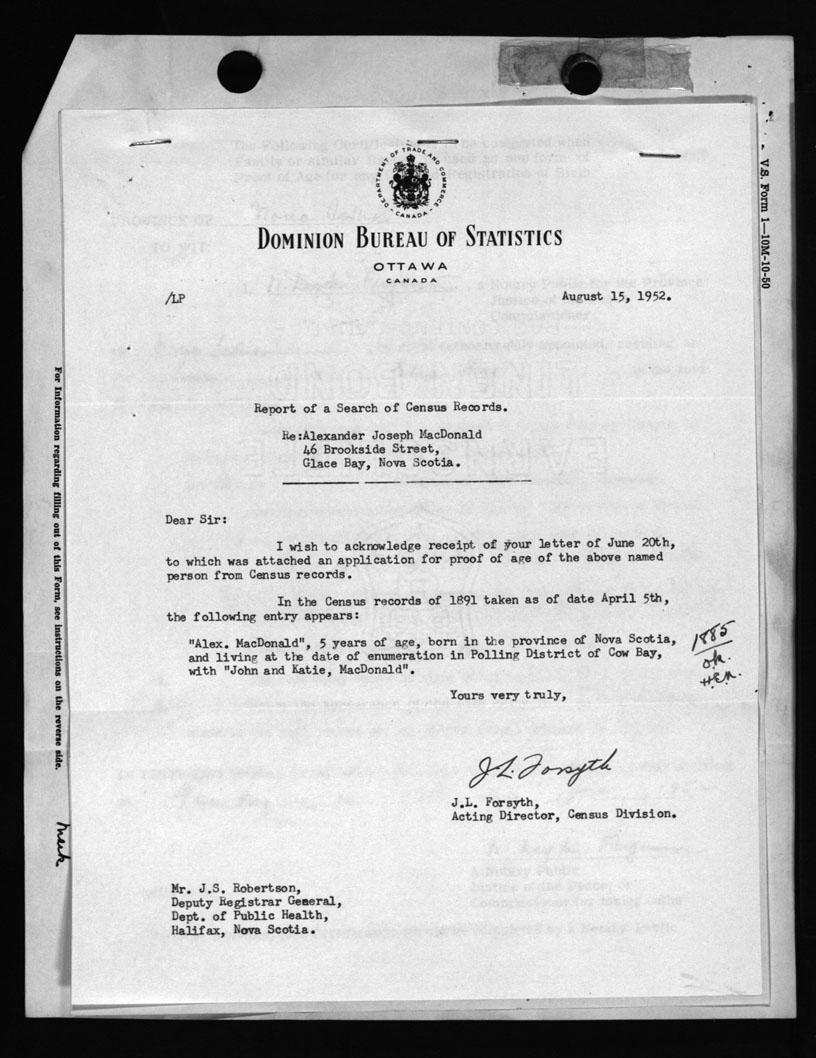 DEPARTMENT OF TRADE AND COMMERCE
CANADA
DOMINION BUREAU OF STATISTICS
OTTAWA
CANADA
/LP
August 15, 1952.
Report of a Search of Census Records.
Re:Alexander Joseph MacDonald
46 Brookside Street,
Glace Bay, Nova Scotia.
Dear Sir:
I wish to acknowledge receipt of your letter of June 20th,
to which was attached an application for proof of age of the above named
person from Census records.
In the Census records of 1891 taken as of date April 5th,
the following entry appears:
"Alex. MacDonald", 5 years of age, born in the province of Nova Scotia,
and living at the date of enumeration in Polling District of Cow Bay,
with "John and Katie, MacDonald".
1885
ok.
H.E.R.
Yours very truly,
J.L. Forsyth
J.L. Forsyth,
Acting Director, Census Division.
Mr. J.S. Robertson,
Deputy Registrar General,
Dept. of Public Health,
Halifax, Nova Scotia.
V.S. Form 1—10M-10-50
For Information regarding filling out of this Form, see instructions on the reverse side.